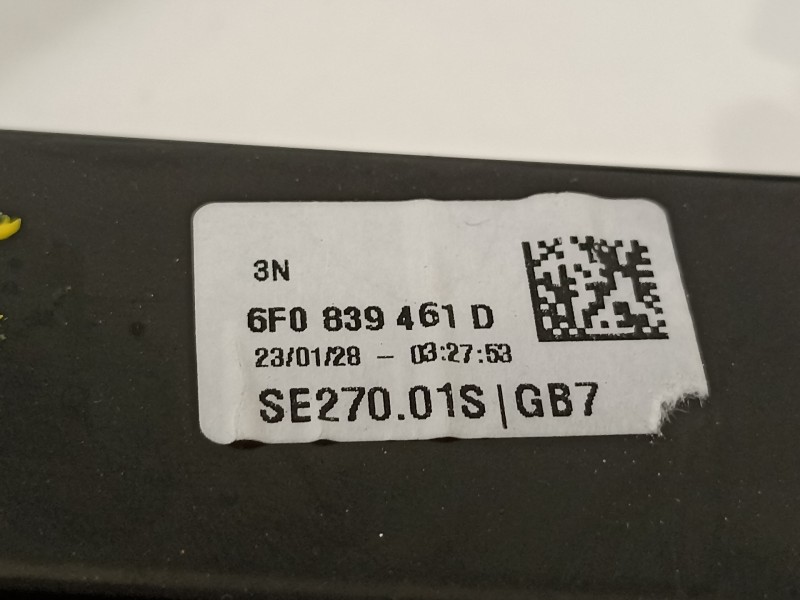 3N
6F0 839 461 D
23/01/28 - 03:27:53
SE270.01S|GB7